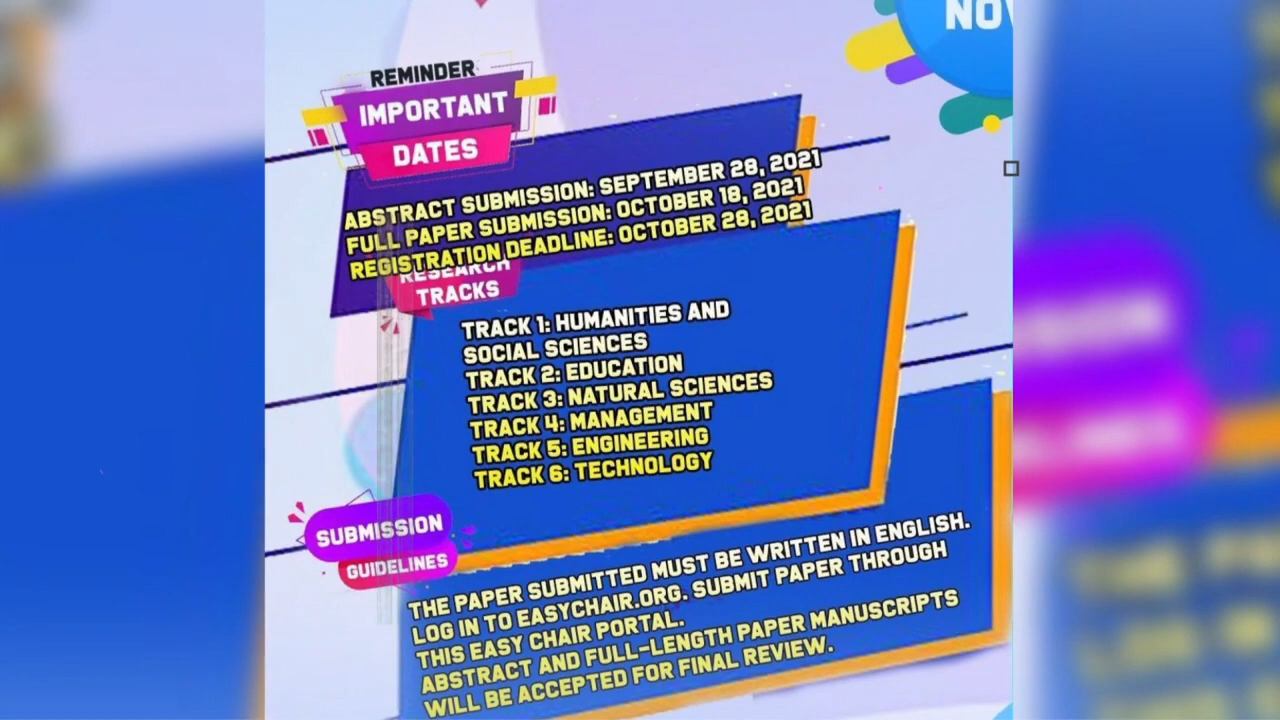 NOV
REMINDER
IMPORTANT
DATES
ABSTRACT SUBMISSION: SEPTEMBER 28, 2021
FULL PAPER SUBMISSION: OCTOBER 18, 2021
REGISTRATION DEADLINE: OCTOBER 28, 2021
RESEARCH
TRACKS
TRACK 1: HUMANITIES AND
SOCIAL SCIENCES
TRACK 2: EDUCATION
TRACK 3: NATURAL SCIENCES
TRACK 4: MANAGEMENT
TRACK 5: ENGINEERING
TRACK 6: TECHNOLOGY
SUBMISSION
GUIDELINES
THE PAPER SUBMITTED MUST BE WRITTEN IN ENGLISH.
LOG IN TO EASYCHAIR.ORG. SUBMIT PAPER THROUGH
THIS EASY CHAIR PORTAL.
ABSTRACT AND FULL-LENGTH PAPER MANUSCRIPTS
WILL BE ACCEPTED FOR FINAL REVIEW.